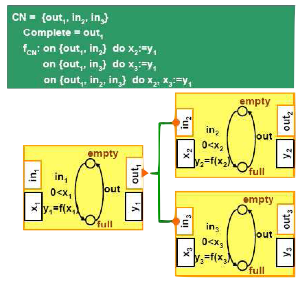 CN = {out₁, in₂, in₃}
Complete = out₁
f_CN: on {out₁, in₂} do x₂:=y₁
on {out₁, in₃} do x₃:=y₁
on {out₁, in₂, in₃} do x₂, x₃:=y₁
empty
in₂
in₂
0<x₂
out
out₂
x₂
y₂=f(x₂)
y₂
full
empty
in₁
in₁
0<x₁
out
out₁
x₁
y₁=f(x₁)
y₁
full
empty
in₃
in₃
0<x₃
out
out₃
x₃
y₃=f(x₃)
y₃
full